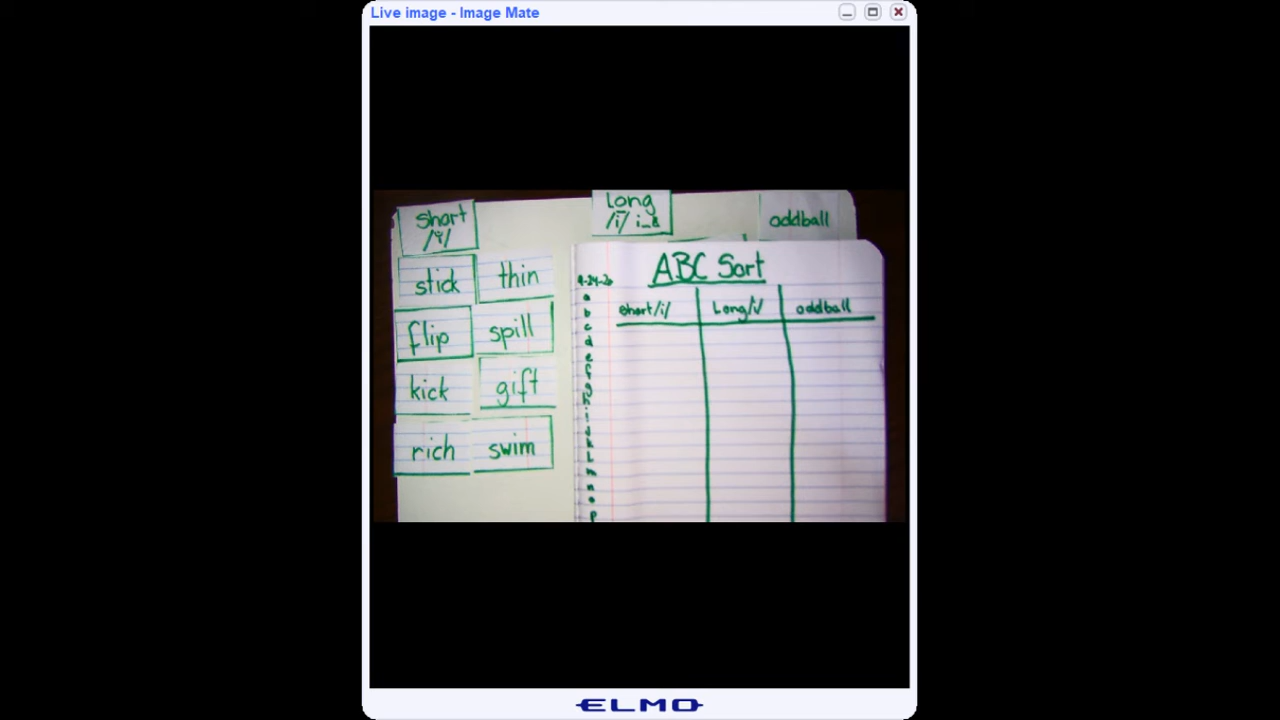 Live image - Image Mate
short
/ĭ/
long
/ī/ i_e
oddball
stick
thin
flip
spill
kick
gift
rich
swim
ABC Sort
short /i/
Long /i/
oddball
a
b
c
d
e
f
g
h
i
j
k
L
m
n
o
p
ELMO